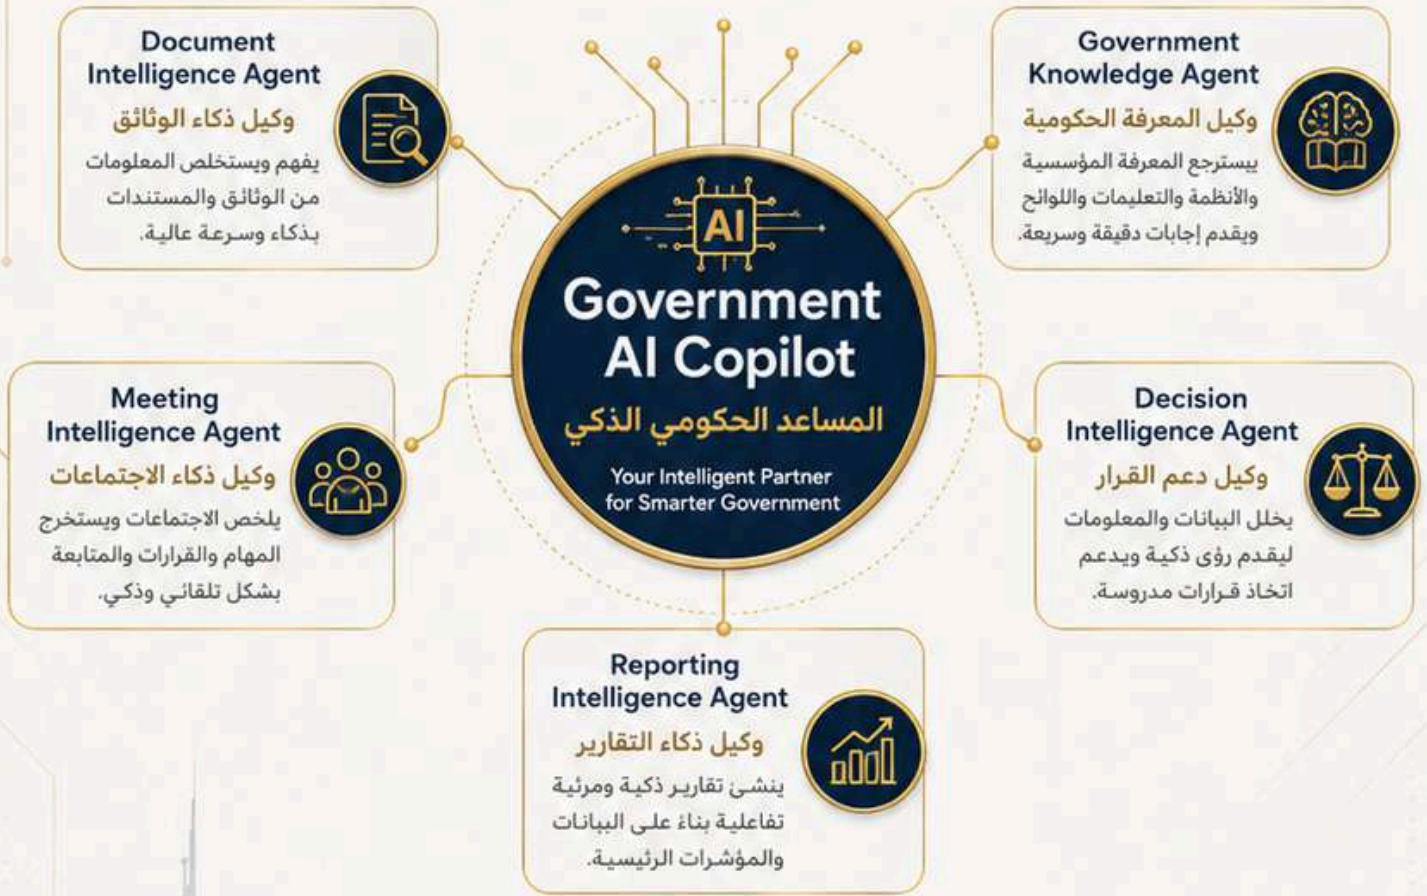 Document
Intelligence Agent
وكيل ذكاء الوثائق
يفهم ويستخلص المعلومات
من الوثائق والمستندات
بذكاء وسرعة عالية.
Government
Knowledge Agent
وكيل المعرفة الحكومية
ييسترجع المعرفة المؤسسية
والأنظمة والتعليمات واللوائح
ويقدم إجابات دقيقة وسريعة.
AI
Government
AI Copilot
المساعد الحكومي الذكي
Your Intelligent Partner
for Smarter Government
Meeting
Intelligence Agent
وكيل ذكاء الاجتماعات
يلخص الاجتماعات ويستخرج
المهام والقرارات والمتابعة
بشكل تلقائي وذكي.
Decision
Intelligence Agent
وكيل دعم القرار
يخلل البيانات والمعلومات
ليقدم رؤى ذكية ويدعم
اتخاذ قرارات مدروسة.
Reporting
Intelligence Agent
وكيل ذكاء التقارير
ينشئ تقارير ذكية ومرئية
تفاعلية بناءً على البيانات
والمؤشرات الرئيسية.